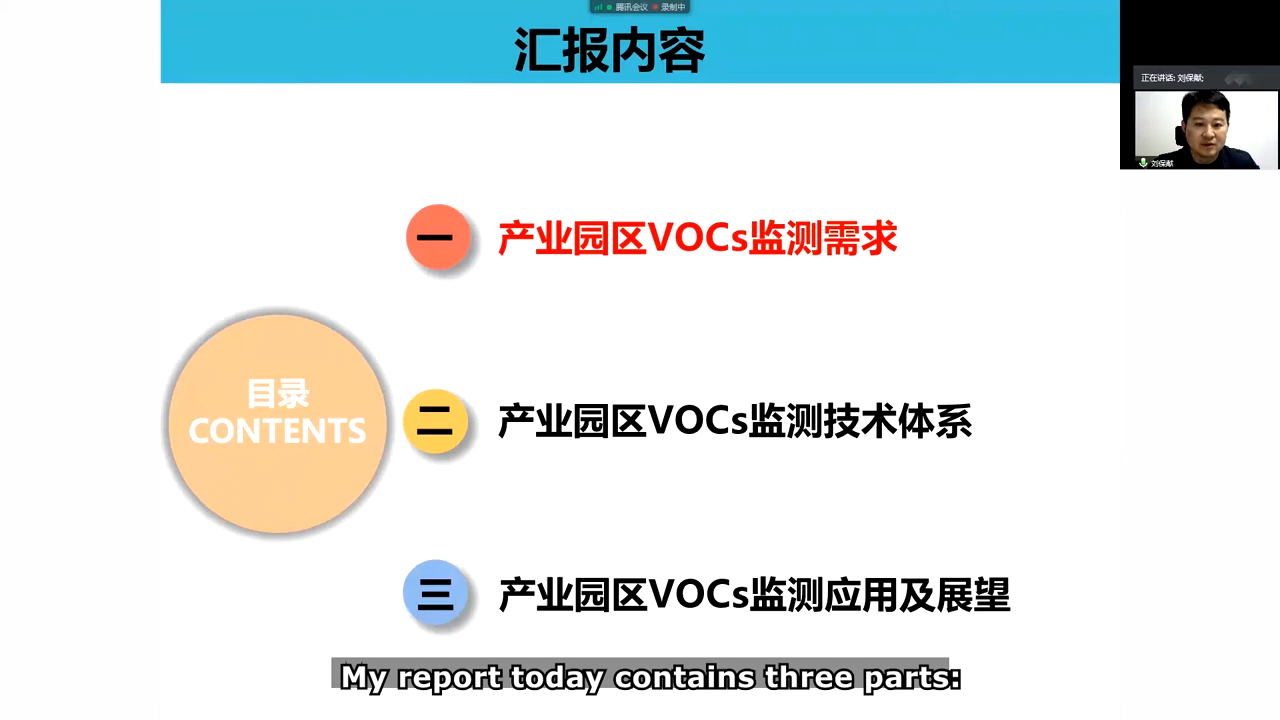 腾讯会议 录制中
汇报内容
正在讲话: 刘保献;
刘保献
一 产业园区VOCs监测需求
目录
CONTENTS
二 产业园区VOCs监测技术体系
三 产业园区VOCs监测应用及展望
My report today contains three parts: